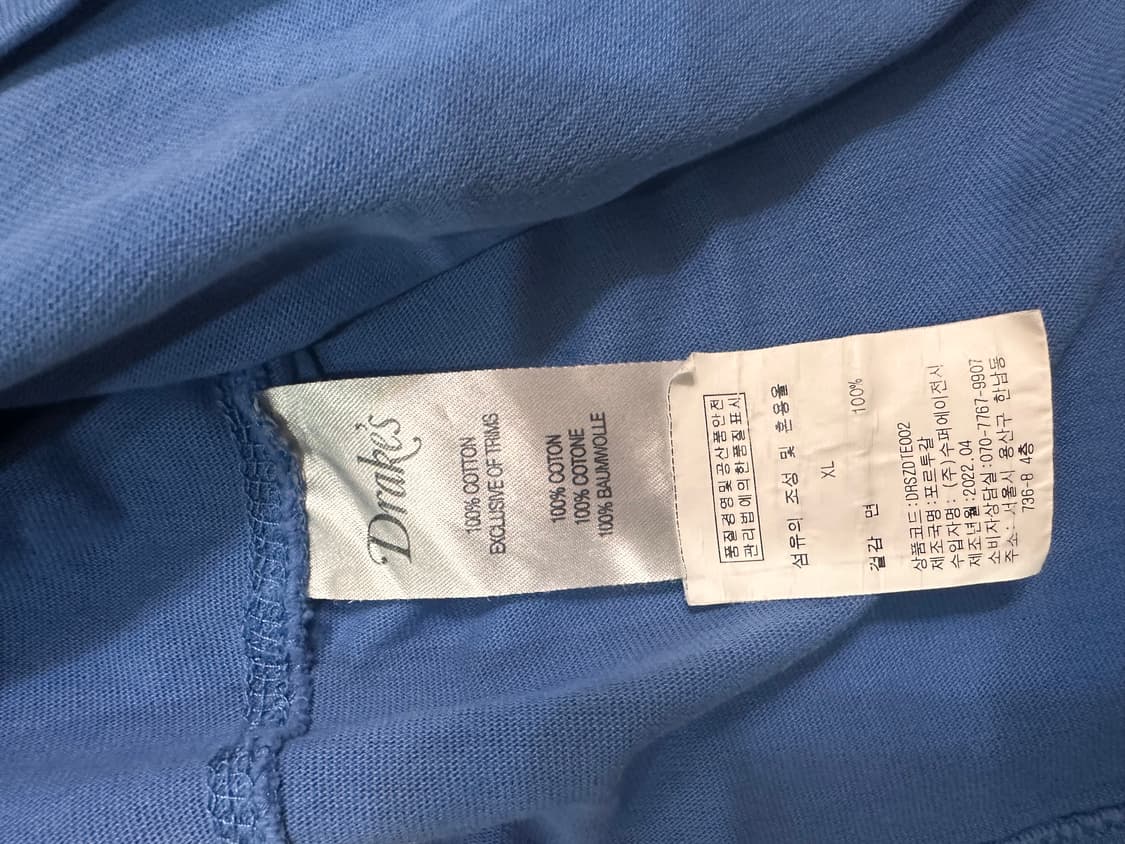 Drake's
100% COTTON
EXCLUSIVE OF TRIMS
100% COTON
100% COTONE
100% BAUMWOLLE
품질경영및공산품안전
관리법에의한품질표시
섬유의 조성 및 혼용율
XL
겉감 면 100%
상품코드:DRSZDTE002
제조국명:포르투갈
수입자명: (주)수퍼에이전시
제조년월:2022.04
소비자상담실:070-7767-9907
주소: 서울시 용산구 한남동
736-8 4층